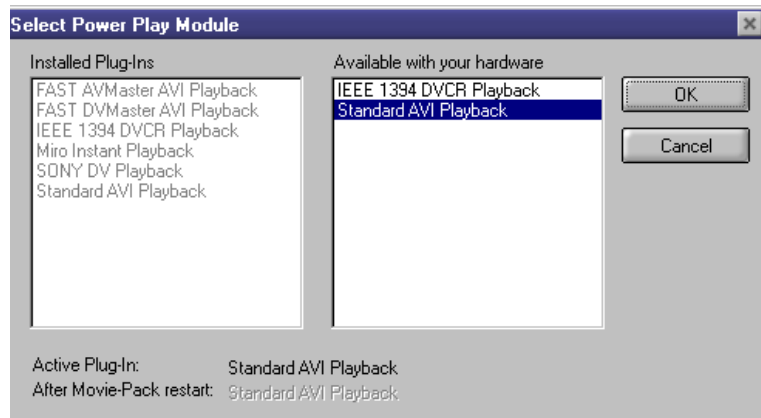 Select Power Play Module
Installed Plug-Ins
FAST AVMaster AVI Playback
FAST DVMaster AVI Playback
IEEE 1394 DVCR Playback
Miro Instant Playback
SONY DV Playback
Standard AVI Playback
Available with your hardware
IEEE 1394 DVCR Playback
Standard AVI Playback
OK
Cancel
Active Plug-In: Standard AVI Playback
After Movie-Pack restart: Standard AVI Playback